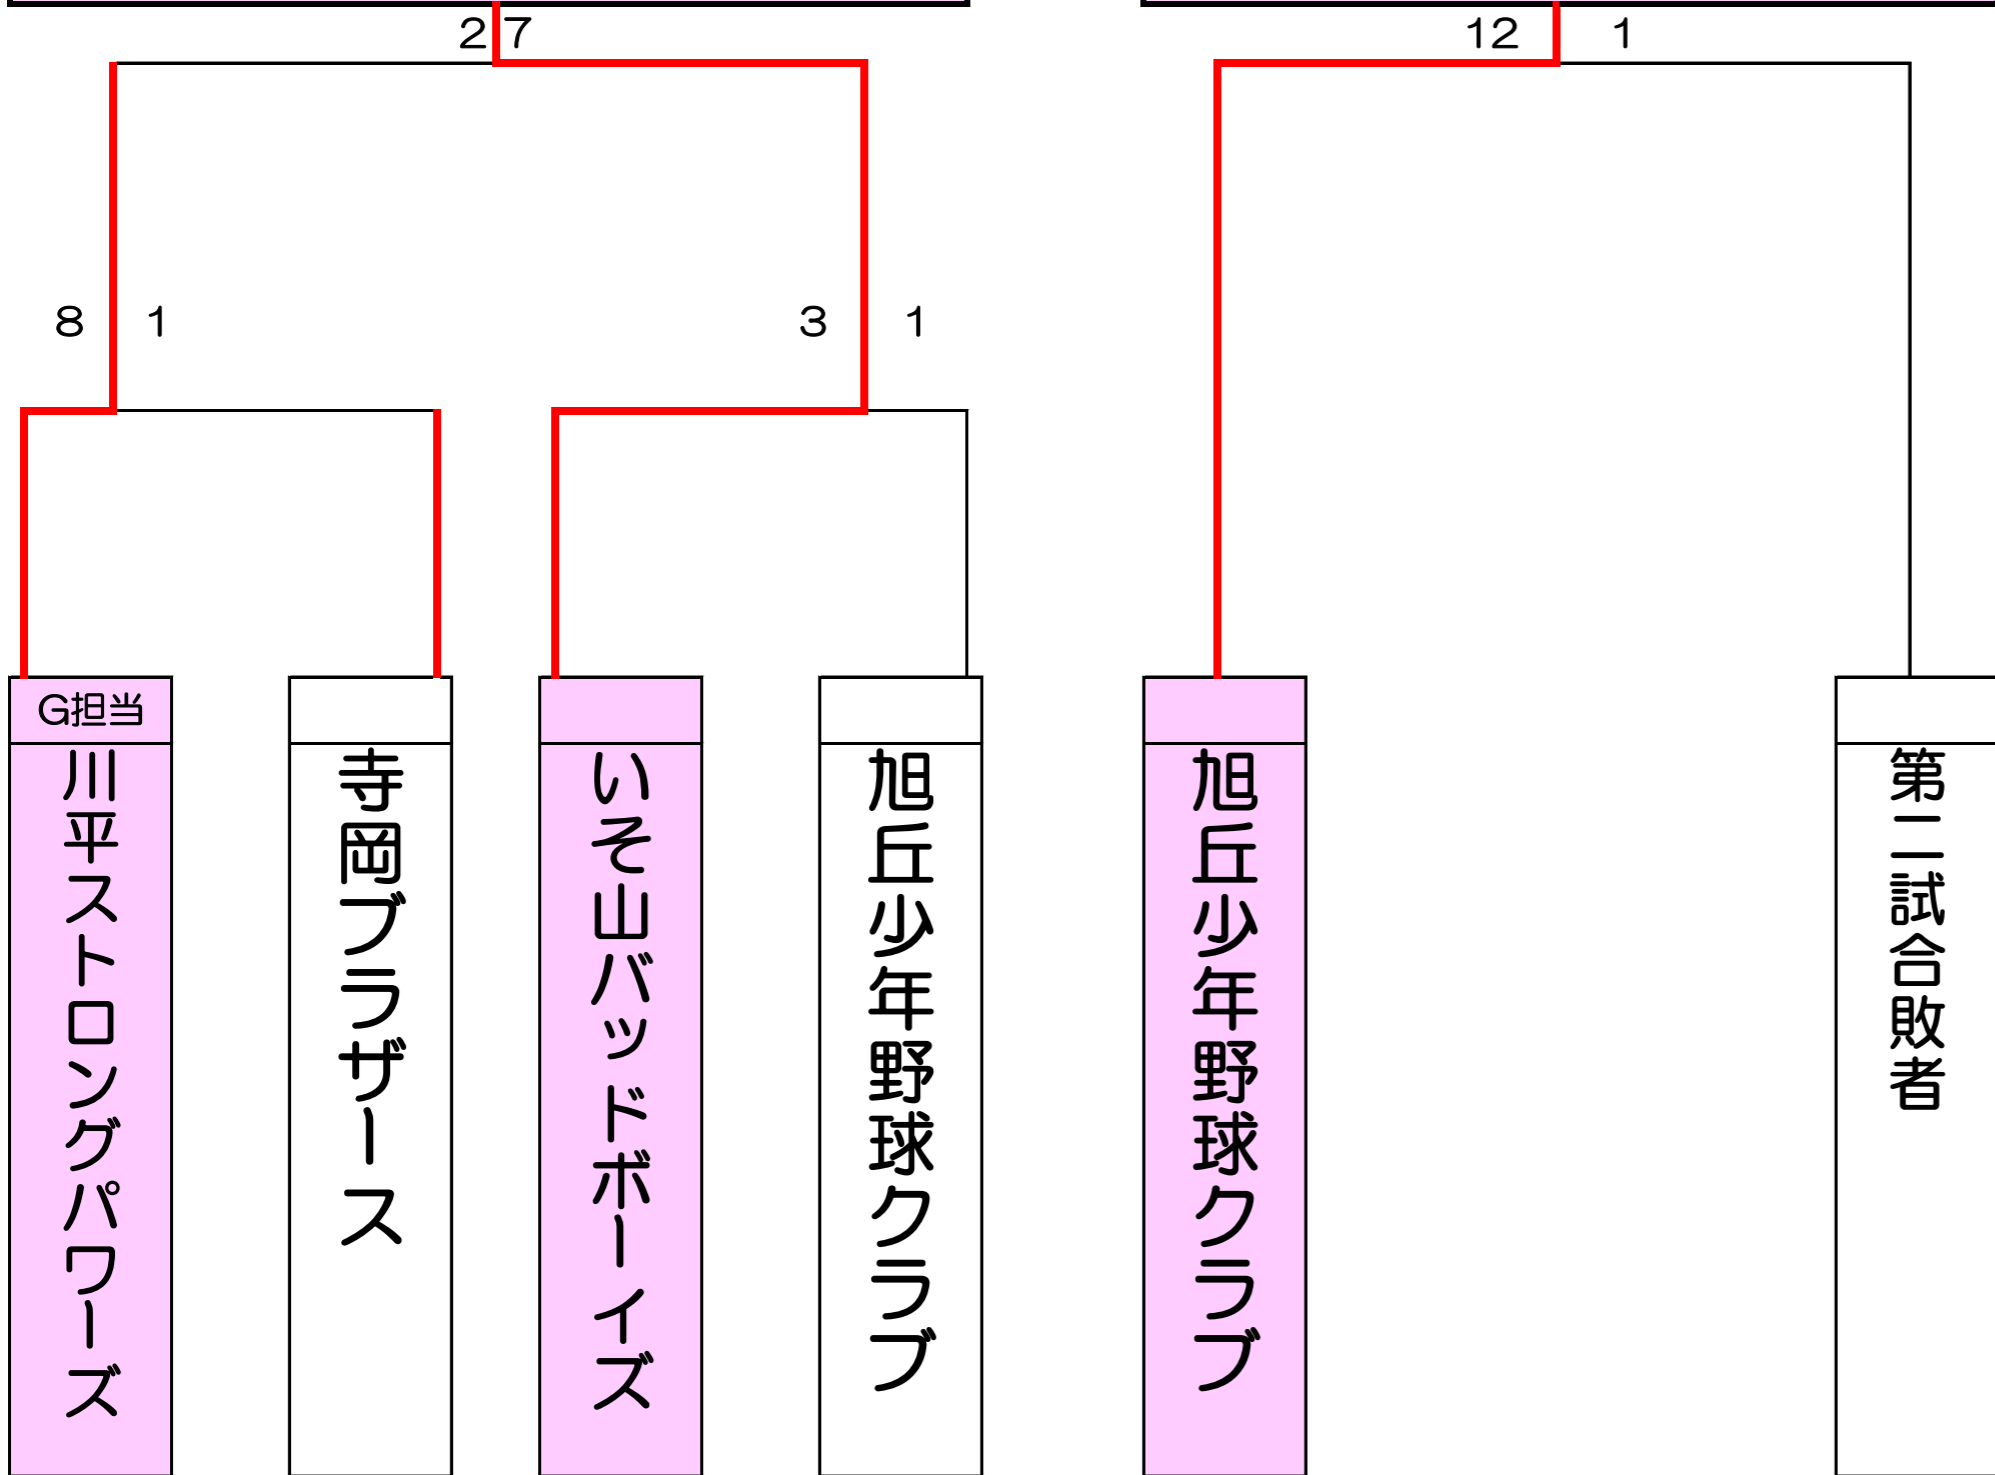 2 7
12 1
8 1
3 1
G担当
川平ストロングパワーズ
寺岡ブラザース
いそ山バッドボーイズ
旭丘少年野球クラブ
旭丘少年野球クラブ
第二試合敗者